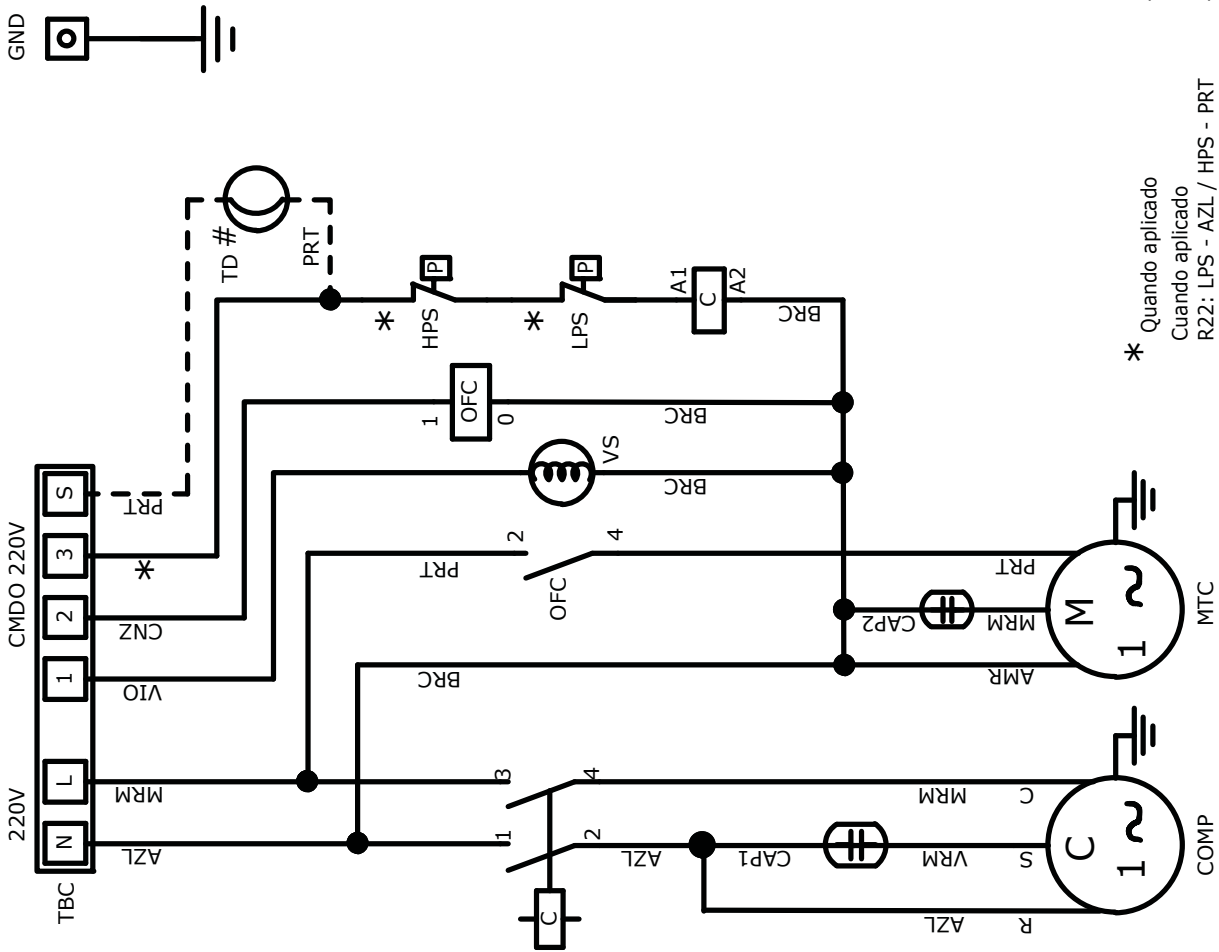 GND
TBC
220V
CMDO 220V
N
L
1
2
3
S
AZL
MRM
VIO
CNZ
*
PRT
TD #
PRT
*
HPS
P
*
LPS
P
A1
C
A2
BRC
1
OFC
0
BRC
VS
BRC
PRT
2
OFC
4
PRT
BRC
CAP2
MRM
AMR
M
1 ~
MTC
1
3
C
2
4
AZL
MRM
C
CAP1
VRM
S
AZL
R
C
1 ~
COMP
* Quando aplicado
Cuando aplicado
R22: LPS - AZL / HPS - PRT